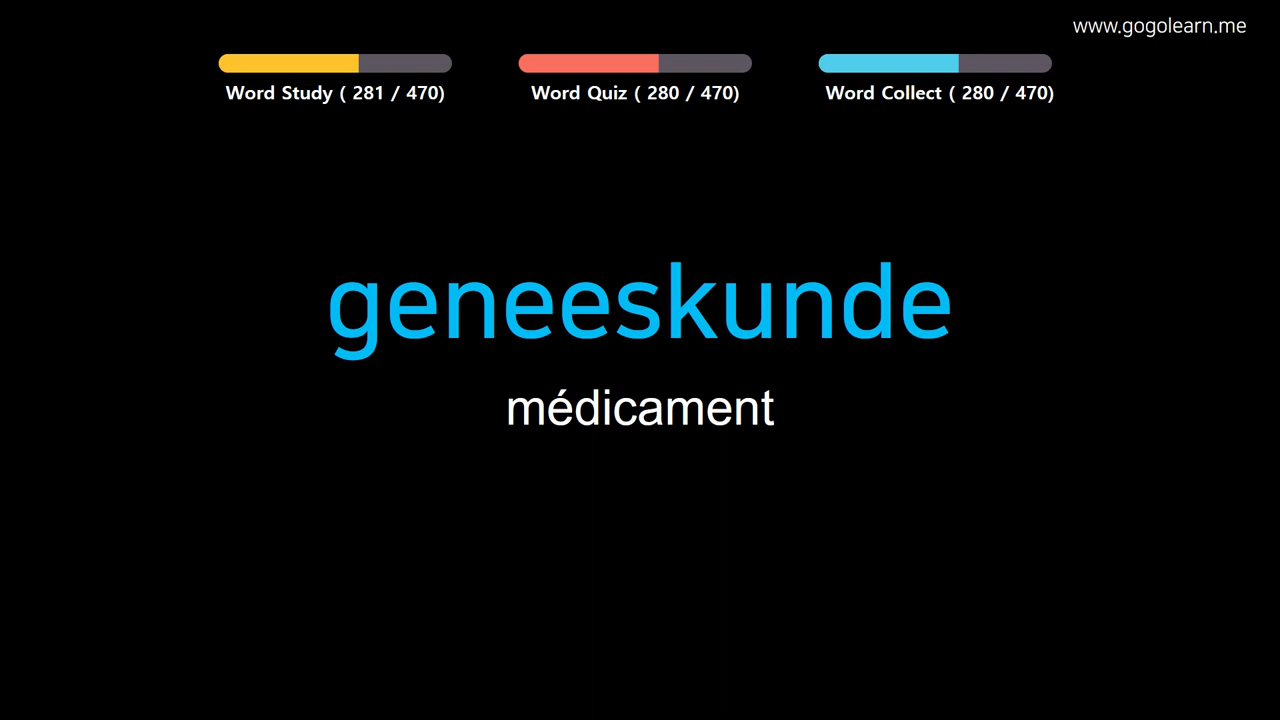 www.gogolearn.me
Word Study ( 281 / 470)
Word Quiz ( 280 / 470)
Word Collect ( 280 / 470)
geneeskunde
médicament